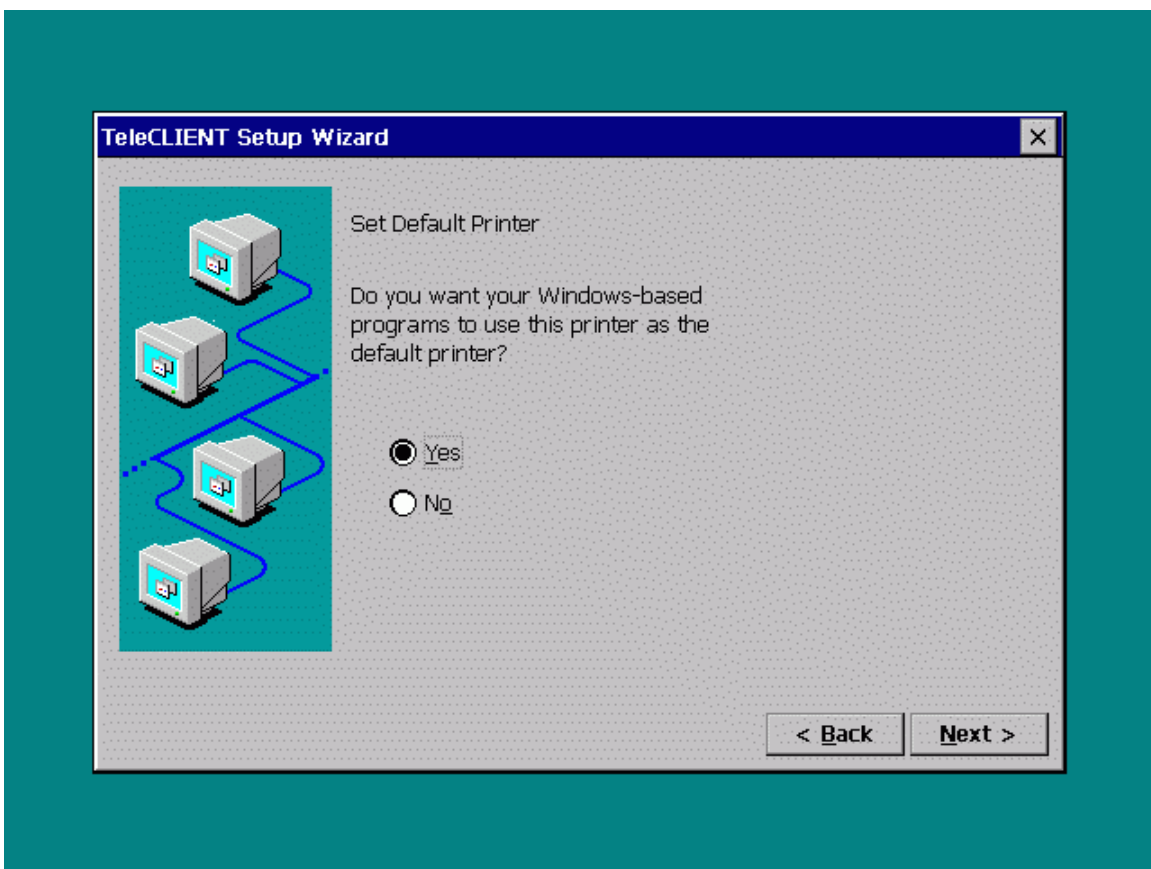 TeleCLIENT Setup Wizard
Set Default Printer
Do you want your Windows-based
programs to use this printer as the
default printer?
Yes
No
< Back
Next >